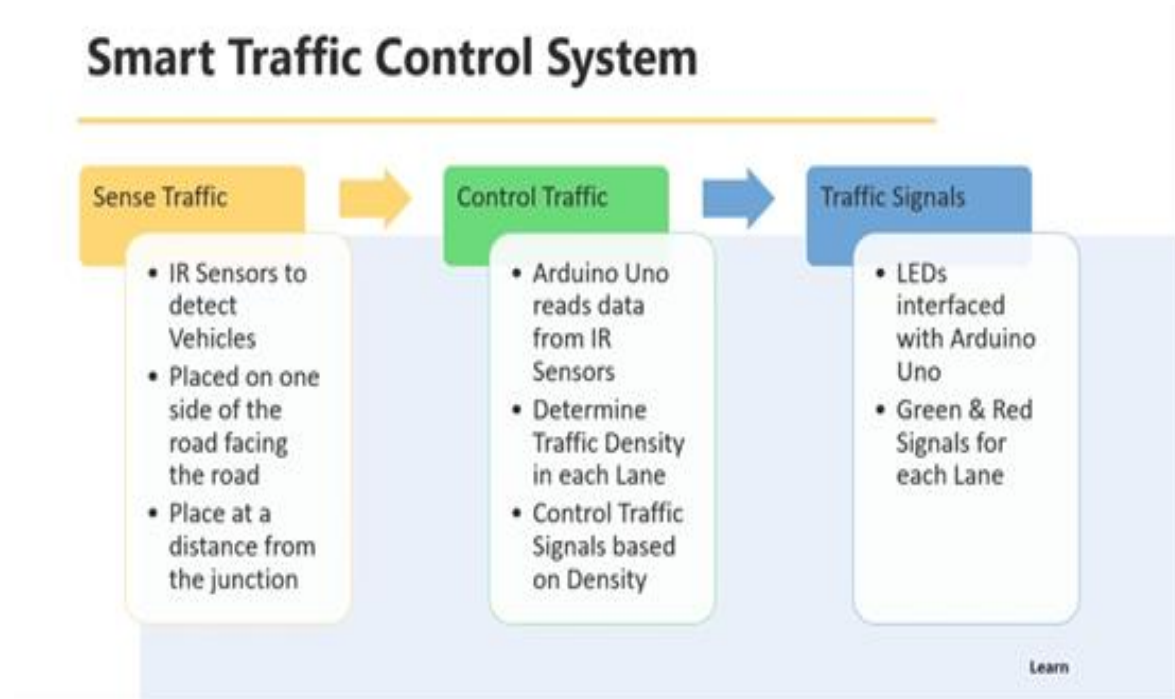 Smart Traffic Control System
Sense Traffic
• IR Sensors to
detect
Vehicles
• Placed on one
side of the
road facing
the road
• Place at a
distance from
the junction
Control Traffic
• Arduino Uno
reads data
from IR
Sensors
• Determine
Traffic Density
in each Lane
• Control Traffic
Signals based
on Density
Traffic Signals
• LEDs
interfaced
with Arduino
Uno
• Green & Red
Signals for
each Lane
Learn